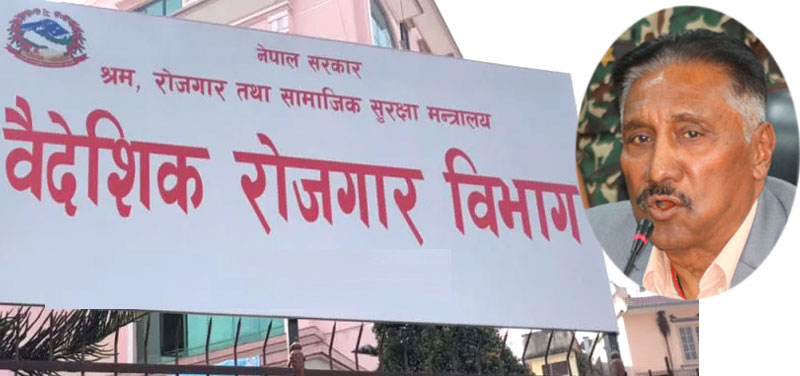 नेपाल सरकार
श्रम, रोजगार तथा सामाजिक सुरक्षा मन्त्रालय
वैदेशिक रोजगार विभाग